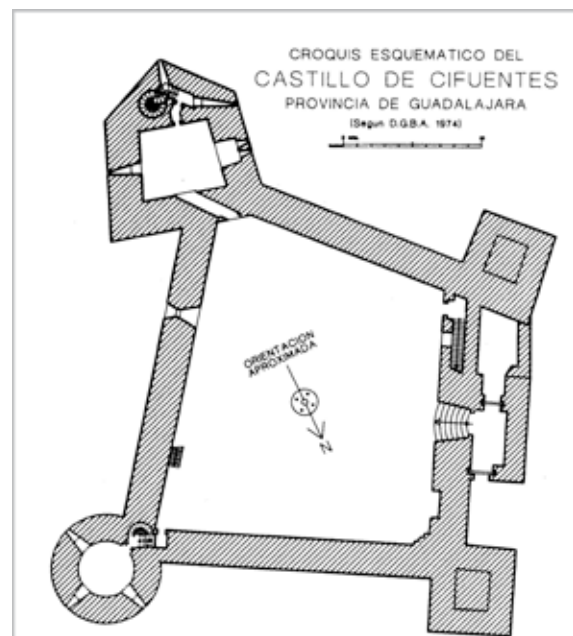 CROQUIS ESQUEMATICO DEL
CASTILLO DE CIFUENTES
PROVINCIA DE GUADALAJARA
(Segun D.G.B.A. 1974)
ORIENTACION
APROXIMADA
N